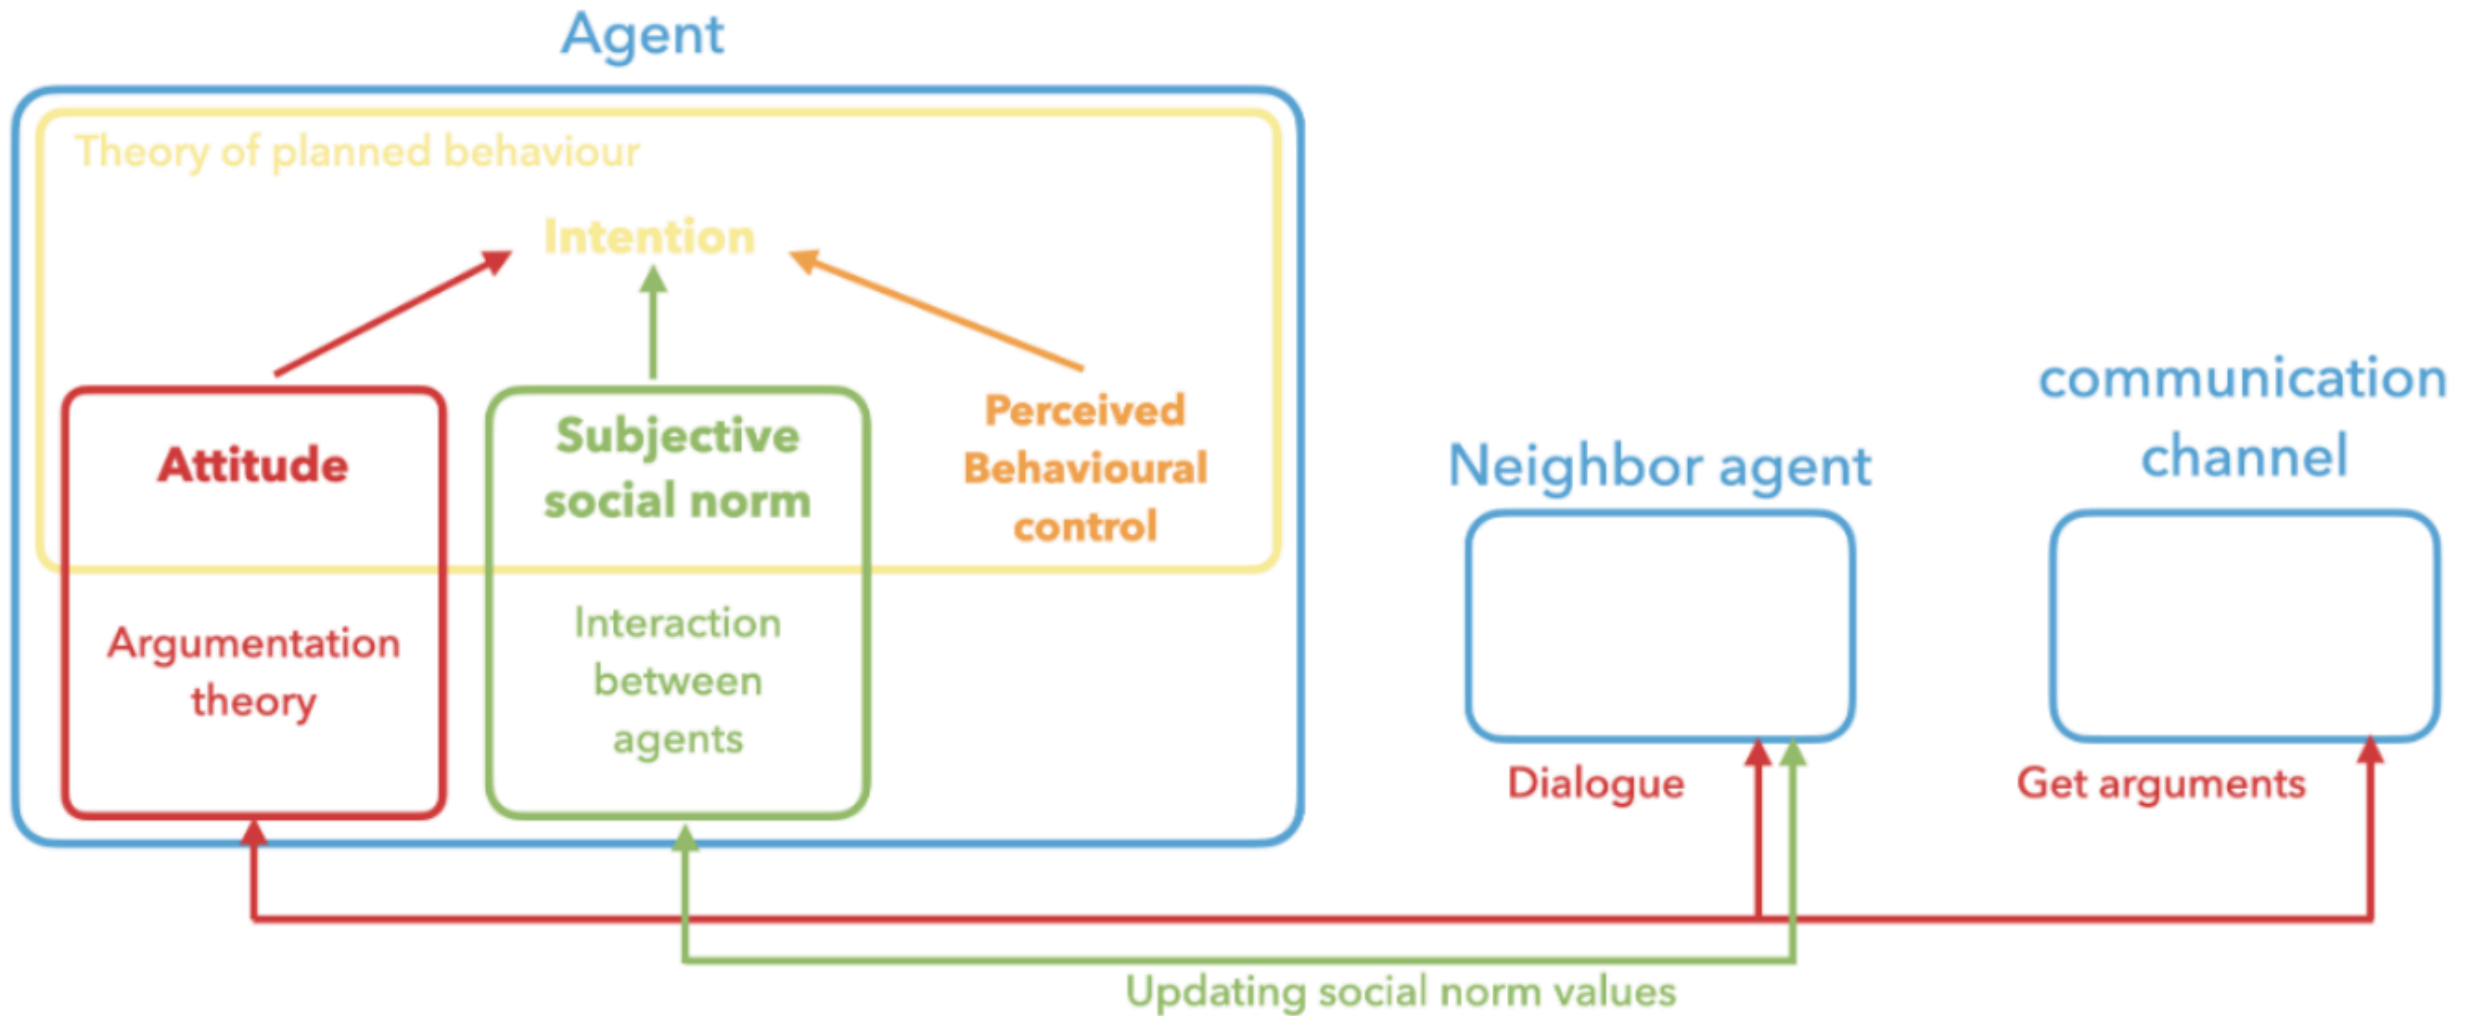 Agent
Theory of planned behaviour
Intention
Attitude
Subjective
social norm
Perceived
Behavioural
control
Argumentation
theory
Interaction
between
agents
Neighbor agent
communication
channel
Dialogue
Get arguments
Updating social norm values